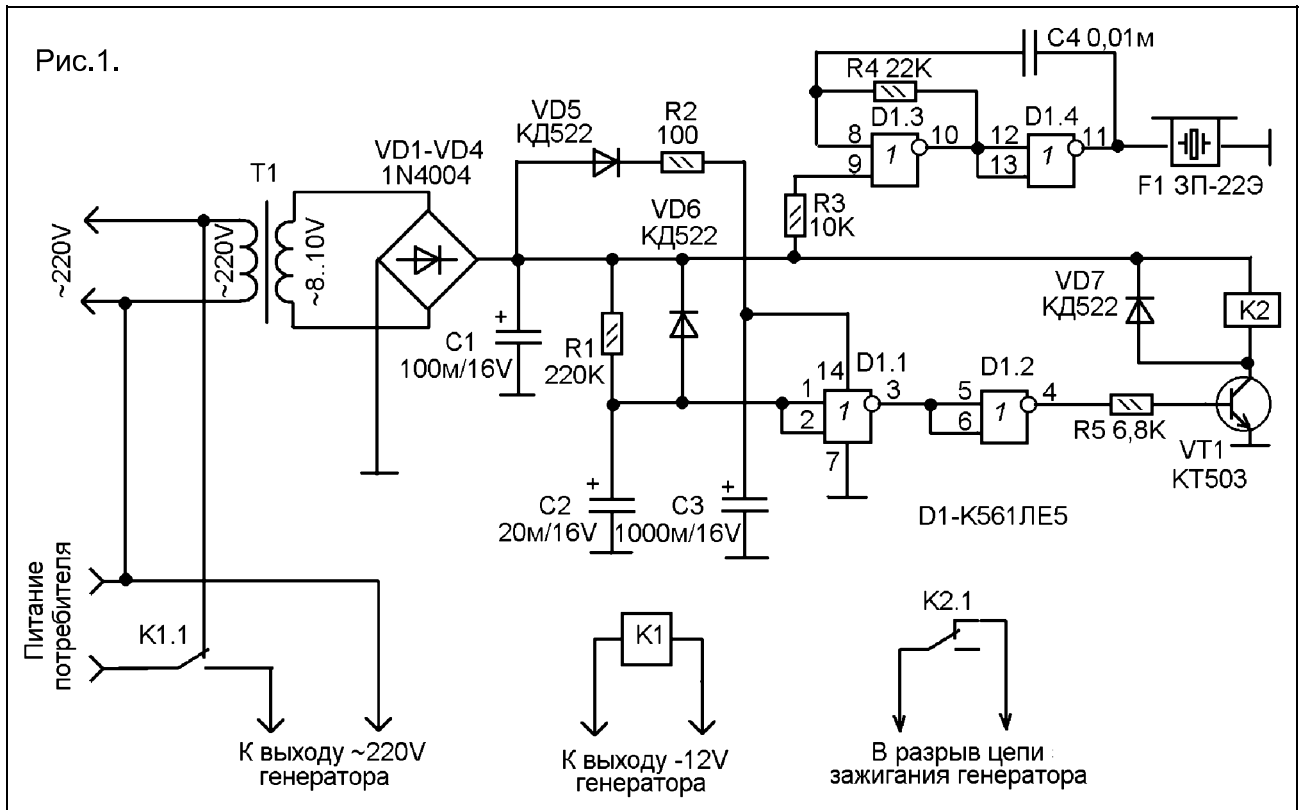 Рис.1.
C4 0,01м
R4 22K
D1.3
D1.4
8
9
10
12
13
11
1
1
F1 ЗП-22Э
VD5
КД522
R2
100
VD1-VD4
1N4004
T1
~220V
~220V
~8..10V
VD6
КД522
R3
10K
VD7
КД522
K2
C1
100м/16V
+
R1
220K
14
D1.1
1
2
1
3
7
D1.2
5
6
1
4
R5 6,8K
VT1
КТ503
+
C2
20м/16V
+
C3
1000м/16V
D1-К561ЛЕ5
Питание
потребителя
K1.1
K1
K2.1
К выходу ~220V
генератора
К выходу -12V
генератора
В разрыв цепи
зажигания генератора